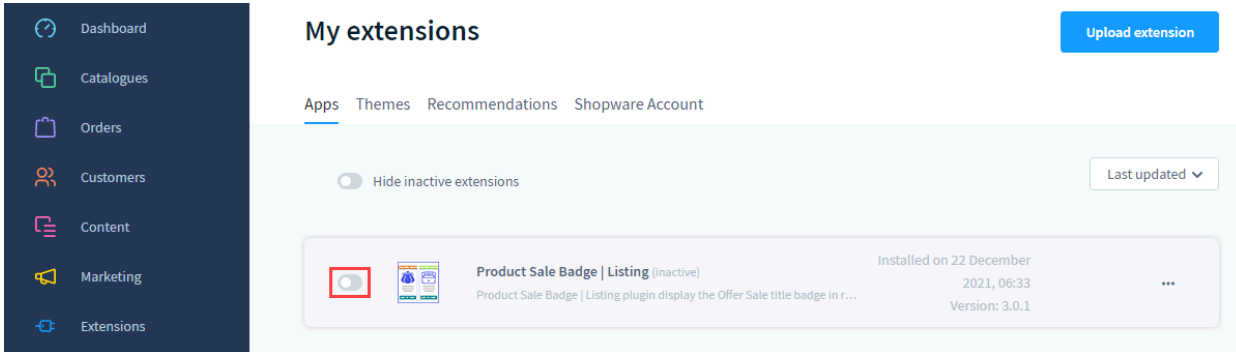 Dashboard
Catalogues
Orders
Customers
Content
Marketing
Extensions
My extensions
Upload extension
Apps Themes Recommendations Shopware Account
Hide inactive extensions
Last updated
Product Sale Badge | Listing (inactive)
Product Sale Badge | Listing plugin display the Offer Sale title badge in r...
Installed on 22 December
2021, 06:33
Version: 3.0.1